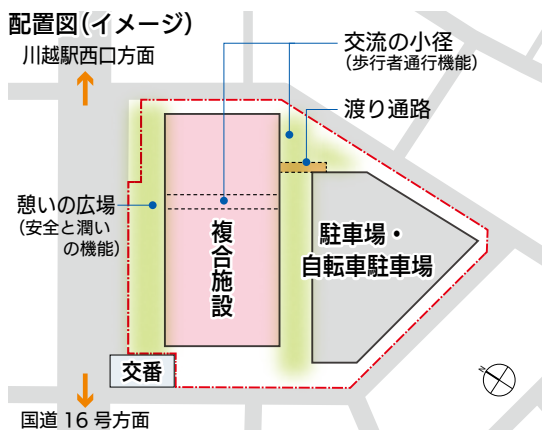 配置図(イメージ)
川越駅西口方面
交流の小径
(歩行者通行機能)
渡り通路
憩いの広場
(安全と潤い
の機能)
複合施設
駐車場・
自転車駐車場
交番
国道16号方面
N